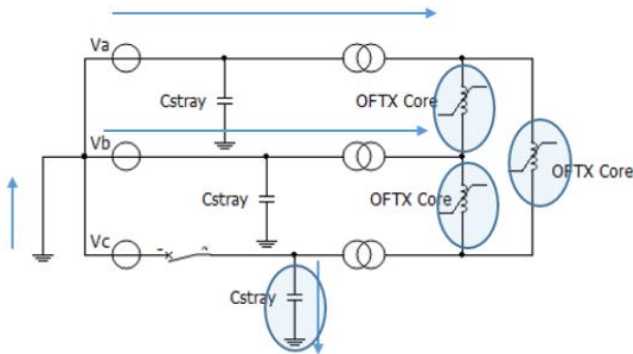 Va
Cstray
OFTX Core
Vb
OFTX Core
Cstray
OFTX Core
Vc
Cstray